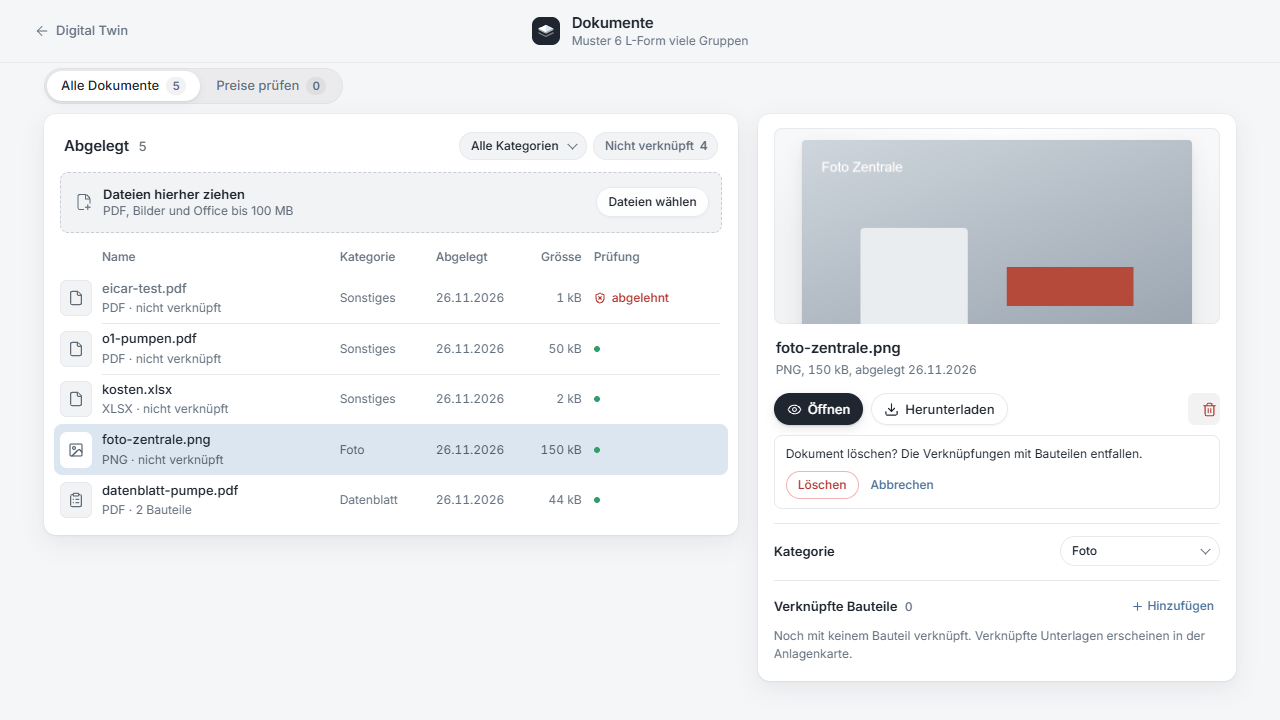 Digital Twin
Dokumente
Muster 6 L-Form viele Gruppen
Alle Dokumente 5
Preise prüfen 0
Abgelegt 5
Alle Kategorien
Nicht verknüpft 4
Dateien hierher ziehen
PDF, Bilder und Office bis 100 MB
Dateien wählen
Name Kategorie Abgelegt Grösse Prüfung
eicar-test.pdf
PDF · nicht verknüpft
Sonstiges 26.11.2026 1 kB abgelehnt
o1-pumpen.pdf
PDF · nicht verknüpft
Sonstiges 26.11.2026 50 kB
kosten.xlsx
XLSX · nicht verknüpft
Sonstiges 26.11.2026 2 kB
foto-zentrale.png
PNG · nicht verknüpft
Foto 26.11.2026 150 kB
datenblatt-pumpe.pdf
PDF · 2 Bauteile
Datenblatt 26.11.2026 44 kB
Foto Zentrale
foto-zentrale.png
PNG, 150 kB, abgelegt 26.11.2026
Öffnen
Herunterladen
Dokument löschen? Die Verknüpfungen mit Bauteilen entfallen.
Löschen
Abbrechen
Kategorie
Foto
Verknüpfte Bauteile 0
Hinzufügen
Noch mit keinem Bauteil verknüpft. Verknüpfte Unterlagen erscheinen in der
Anlagenkarte.